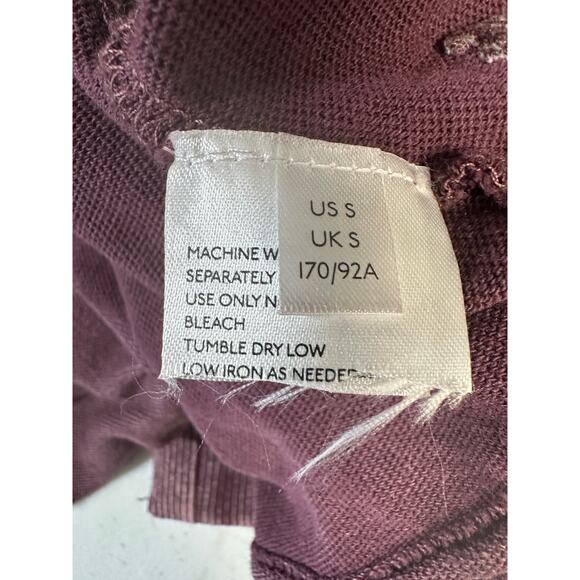 US S
UK S
170/92A
MACHINE W
SEPARATELY
USE ONLY N
BLEACH
TUMBLE DRY LOW
LOW IRON AS NEEDED